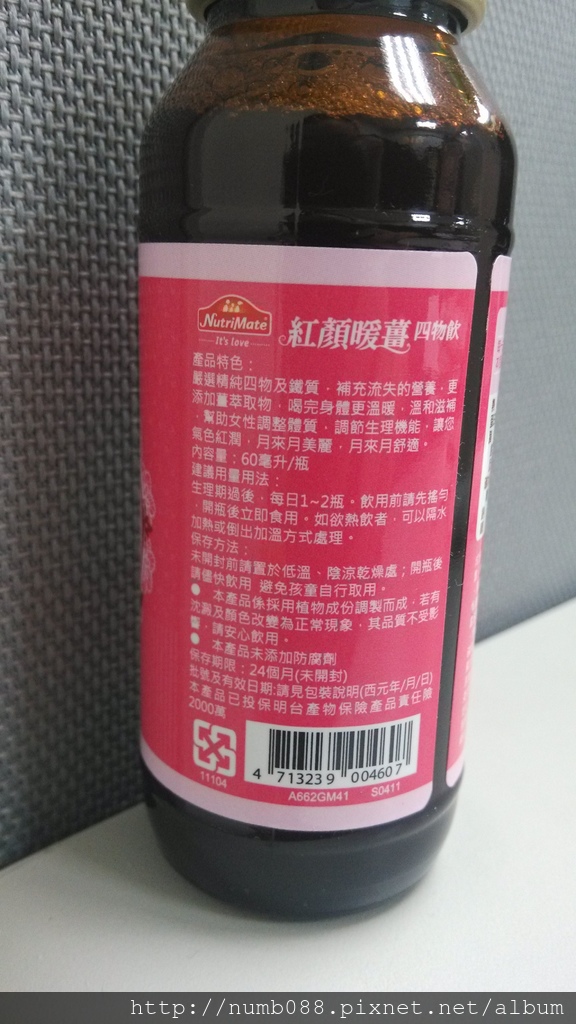 NutriMate
It's love
紅顏暖薑 四物飲
產品特色：
嚴選精純四物及鐵質，補充流失的營養，更
添加薑萃取物，喝完身體更溫暖，溫和滋補
，幫助女性調整體質，調節生理機能，讓您
氣色紅潤，月來月美麗，月來月舒適。
內容量：60毫升/瓶
建議用量用法：
生理期過後，每日1~2瓶。飲用前請先搖勻
，開瓶後立即食用。如欲熱飲者，可以隔水
加熱或倒出加溫方式處理。
保存方法：
未開封前請置於低溫、陰涼乾燥處；開瓶後
請儘快飲用 避免孩童自行取用。
● 本產品係採用植物成份調製而成，若有
沈澱及顏色改變為正常現象，其品質不受影
響，請安心飲用。
● 本產品未添加防腐劑
保存期限：24個月(未開封)
批號及有效日期:請見包裝說明(西元年/月/日)
本產品已投保明台產物保險產品責任險
2000萬
4 713239 004607
11104
A662GM41 S0411
http://numb088.pixnet.net/album